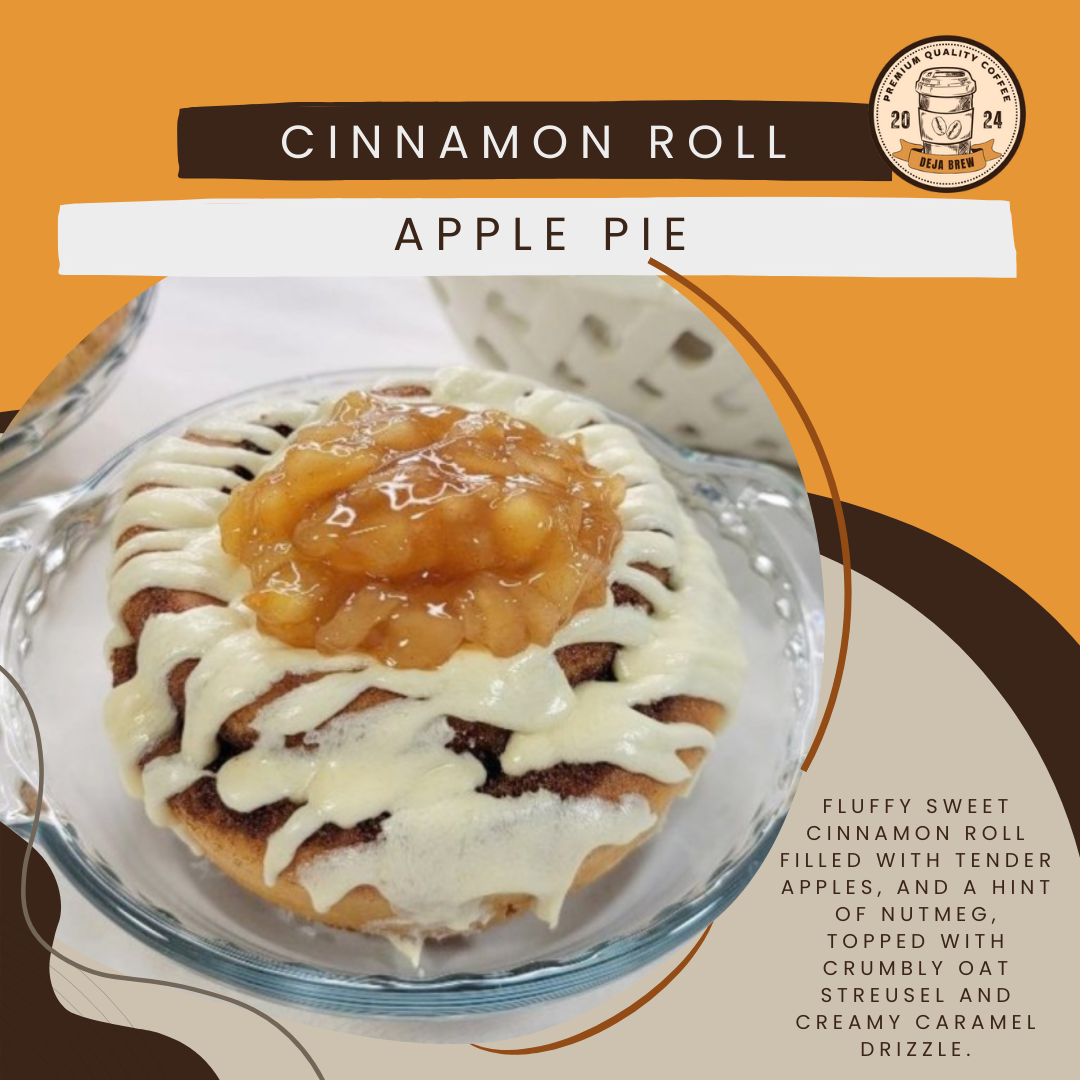 CINNAMON ROLL
APPLE PIE
PREMIUM QUALITY COFFEE
20 24
DEJA BREW
FLUFFY SWEET
CINNAMON ROLL
FILLED WITH TENDER
APPLES, AND A HINT
OF NUTMEG,
TOPPED WITH
CRUMBLY OAT
STREUSEL AND
CREAMY CARAMEL
DRIZZLE.